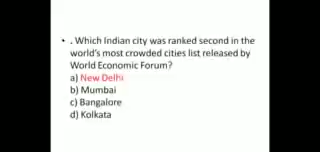 • . Which Indian city was ranked second in the
world's most crowded cities list released by
World Economic Forum?
a) New Delhi
b) Mumbai
c) Bangalore
d) Kolkata